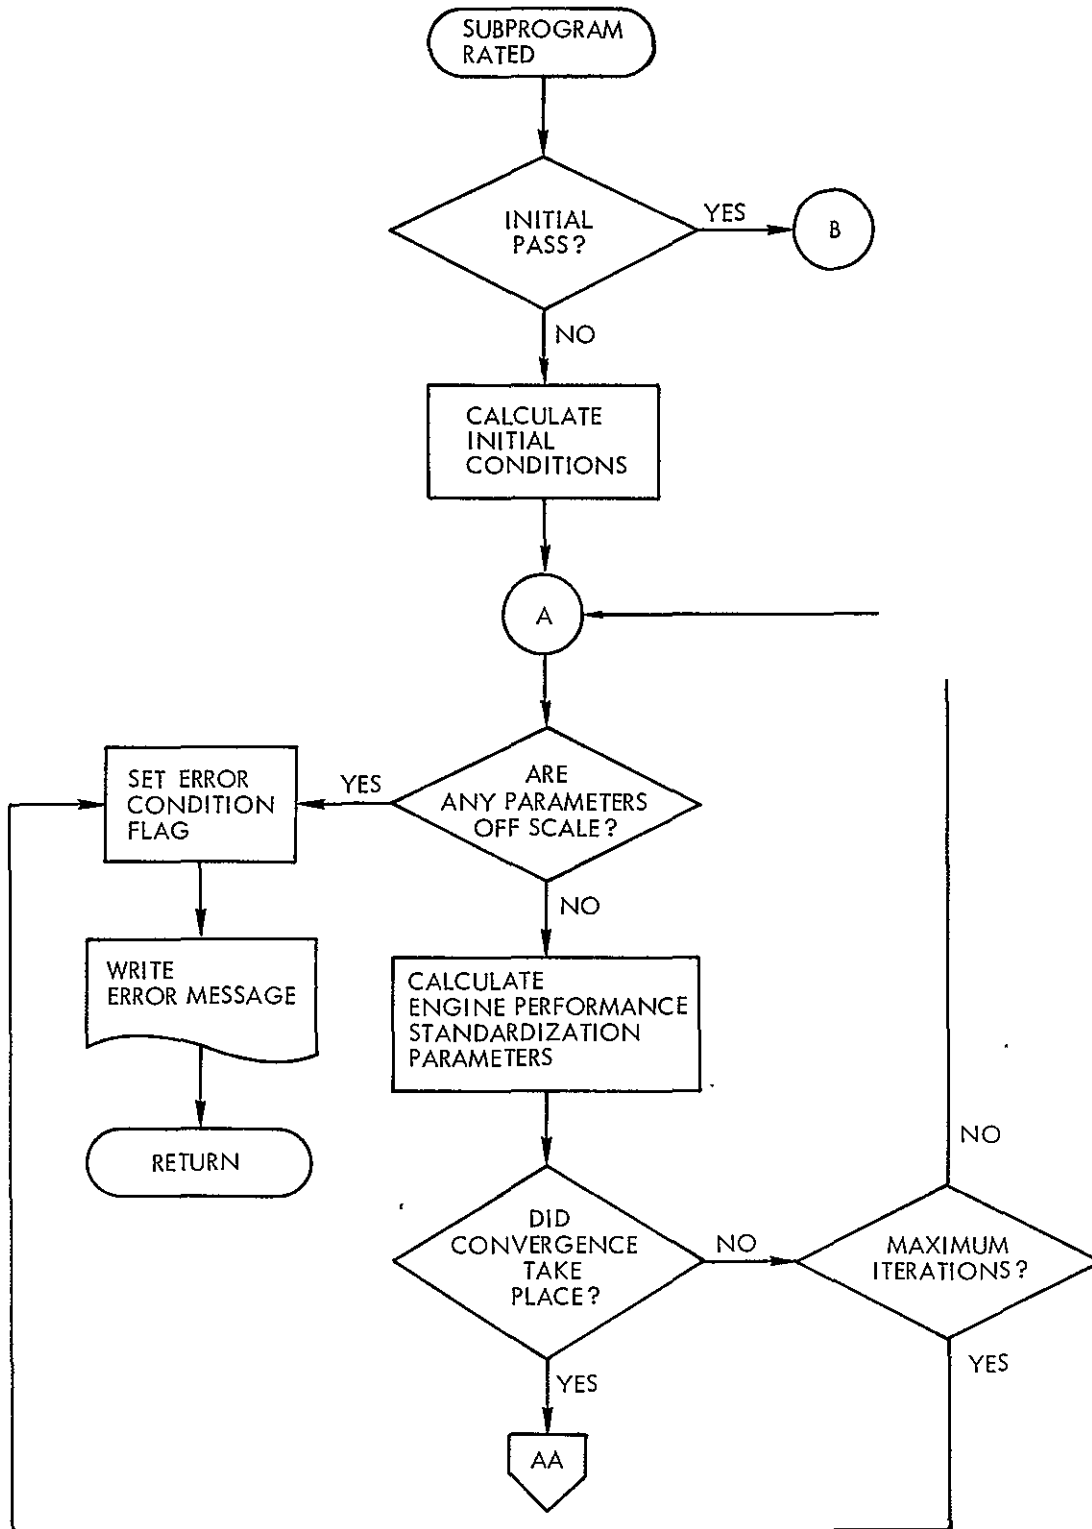 SUBPROGRAM
RATED
INITIAL
PASS?
YES
B
NO
CALCULATE
INITIAL
CONDITIONS
A
ARE
ANY PARAMETERS
OFF SCALE?
YES
SET ERROR
CONDITION
FLAG
NO
WRITE
ERROR MESSAGE
CALCULATE
ENGINE PERFORMANCE
STANDARDIZATION
PARAMETERS
RETURN
DID
CONVERGENCE
TAKE
PLACE?
NO
MAXIMUM
ITERATIONS?
NO
YES
YES
AA